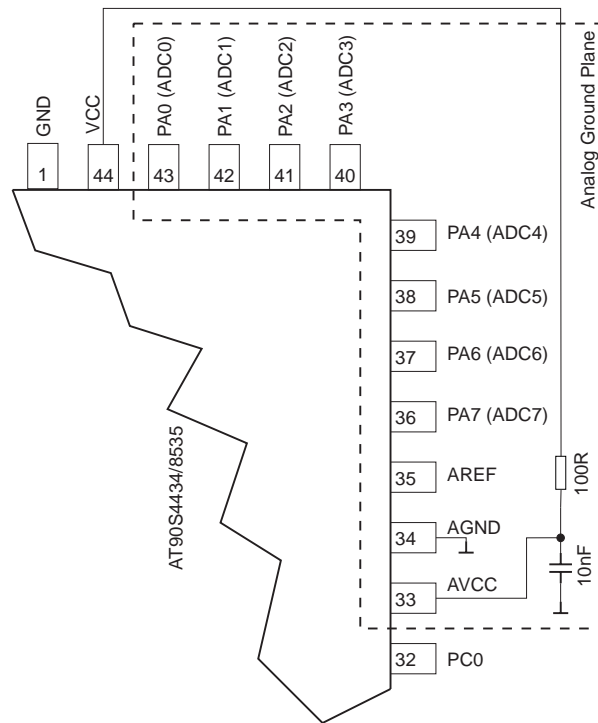 GND
VCC
PA0 (ADC0)
PA1 (ADC1)
PA2 (ADC2)
PA3 (ADC3)
Analog Ground Plane
1
44
43
42
41
40
39
PA4 (ADC4)
38
PA5 (ADC5)
37
PA6 (ADC6)
36
PA7 (ADC7)
35
AREF
100R
34
AGND
33
AVCC
10nF
32
PC0
AT90S4434/8535